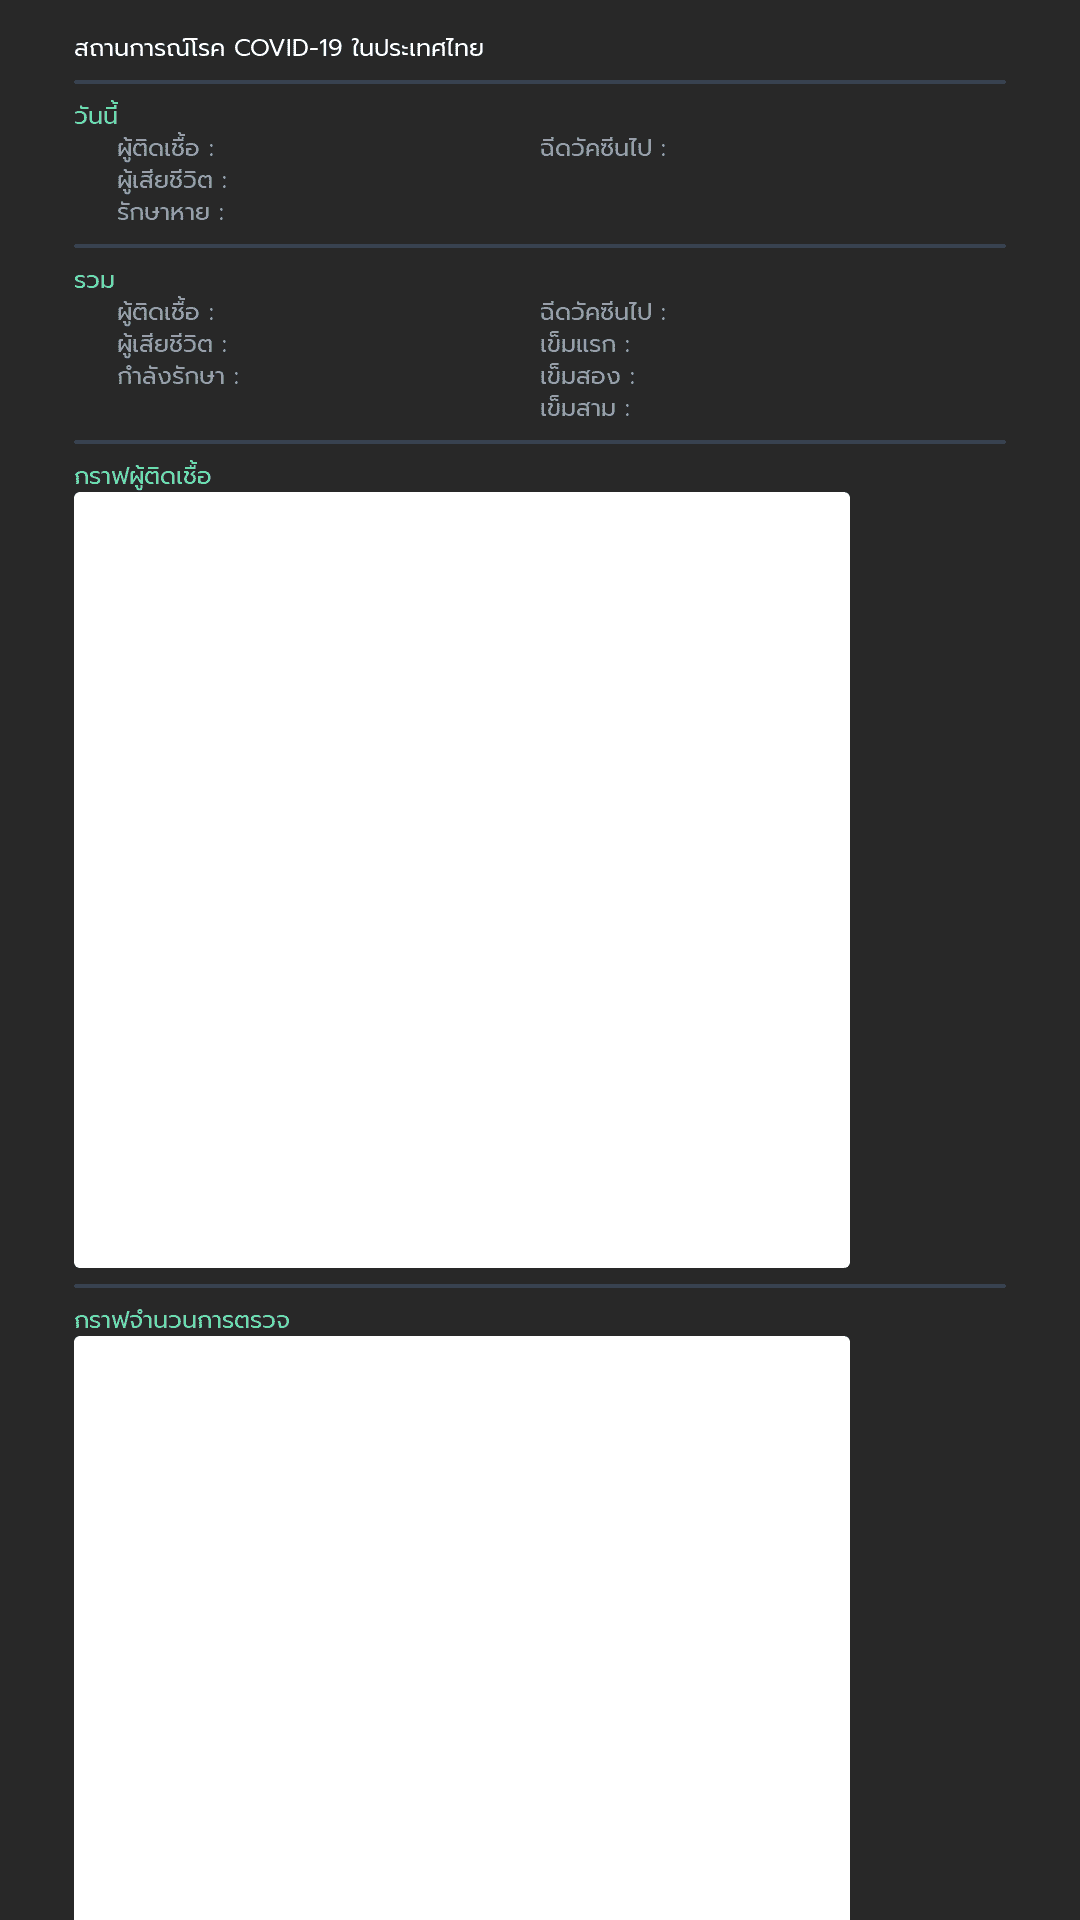 สถานการณ์โรค COVID-19 ในประเทศไทย
วันนี้
ผู้ติดเชื้อ :
ฉีดวัคซีนไป :
ผู้เสียชีวิต :
รักษาหาย :
รวม
ผู้ติดเชื้อ :
ฉีดวัคซีนไป :
ผู้เสียชีวิต :
เข็มแรก :
กำลังรักษา :
เข็มสอง :
เข็มสาม :
กราฟผู้ติดเชื้อ
กราฟจำนวนการตรวจ